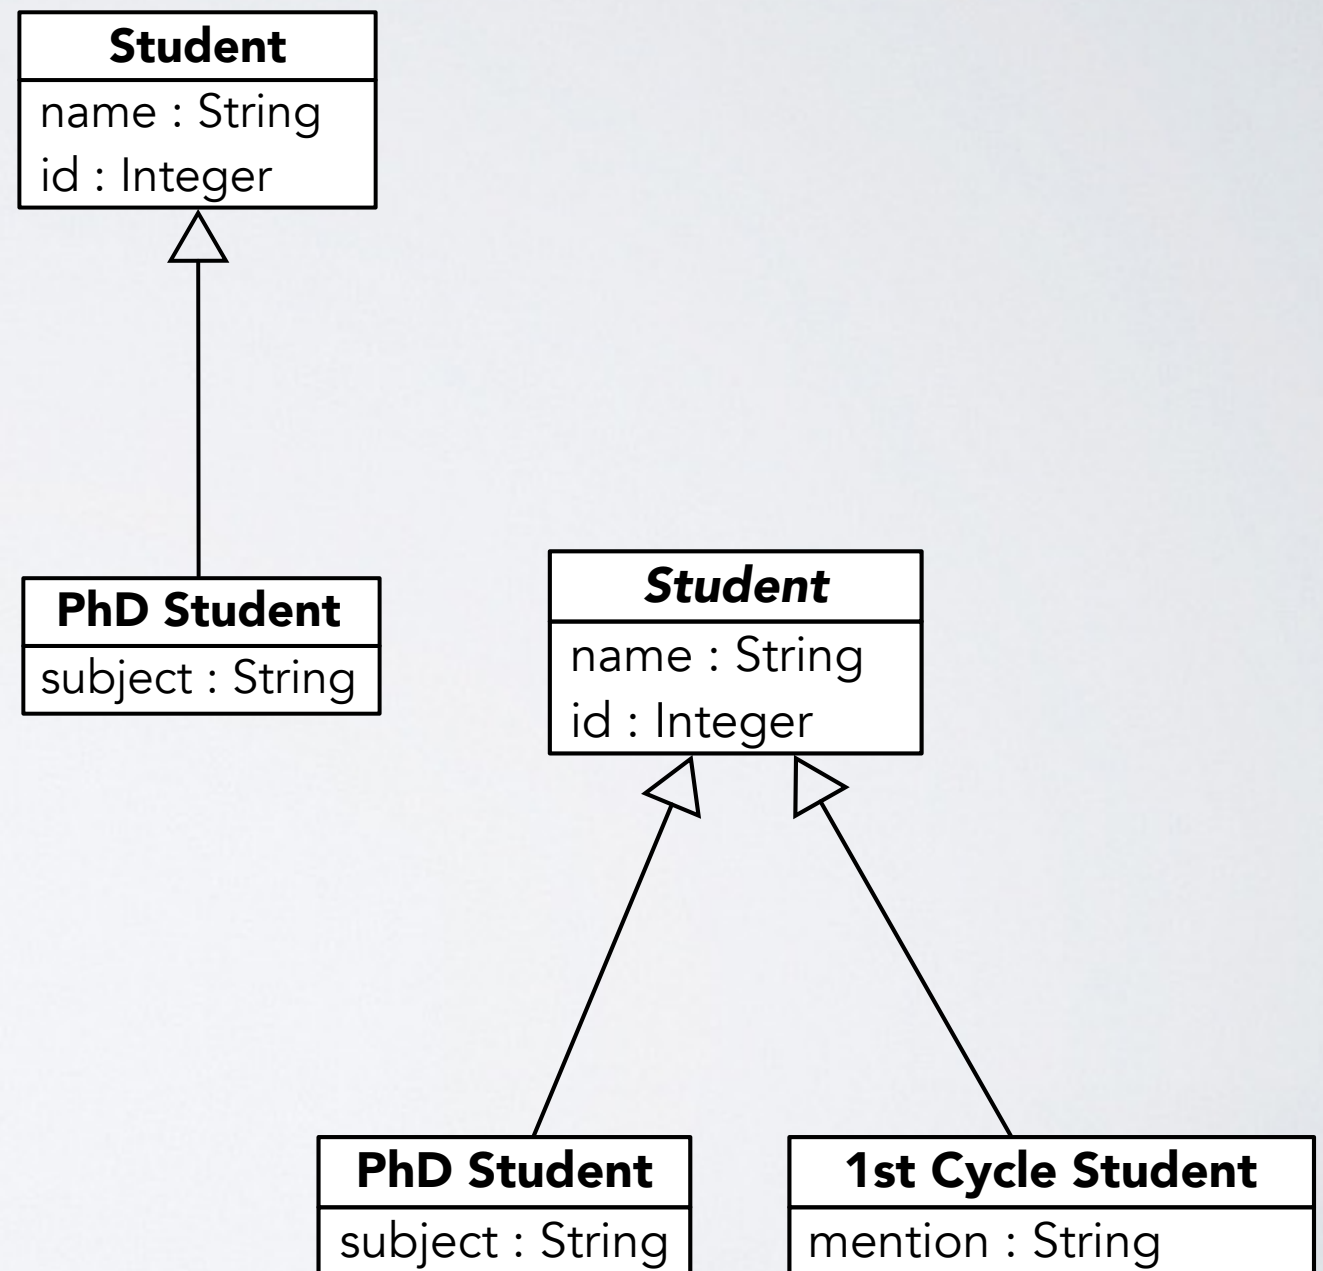 Student
name : String
id : Integer
PhD Student
subject : String
Student
name : String
id : Integer
PhD Student
subject : String
1st Cycle Student
mention : String